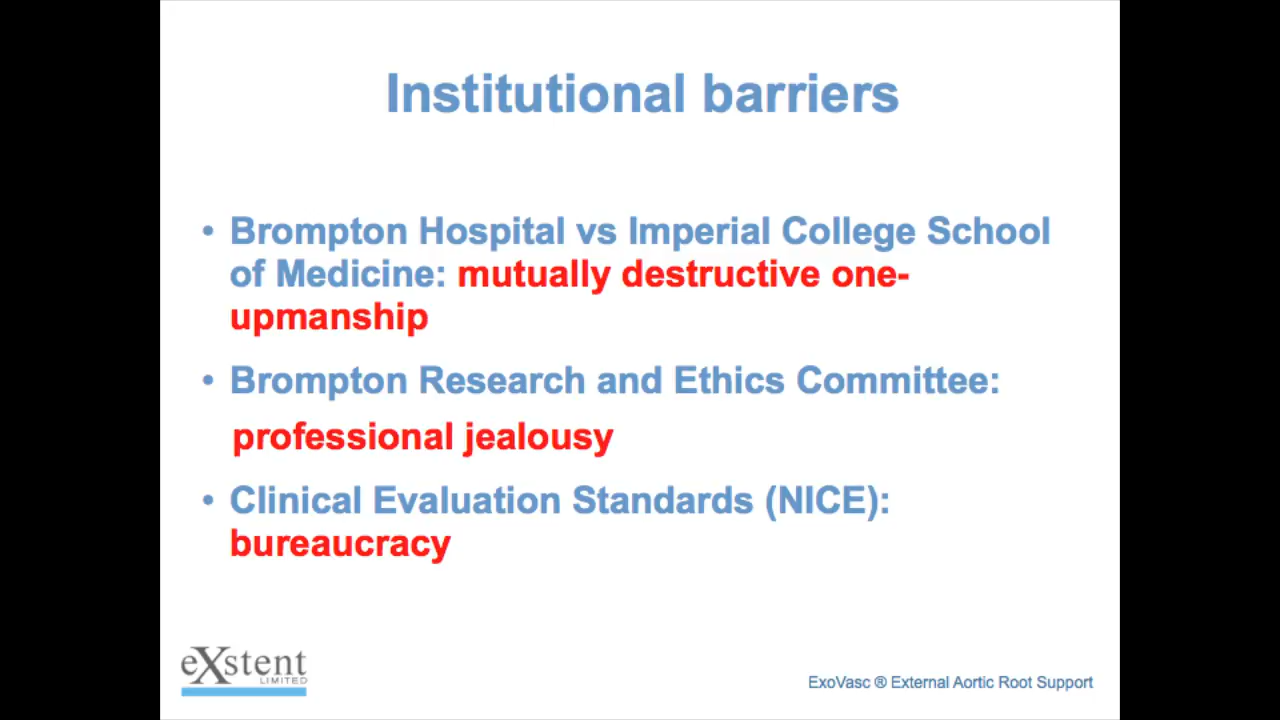 Institutional barriers
• Brompton Hospital vs Imperial College School
of Medicine: mutually destructive one-
upmanship
• Brompton Research and Ethics Committee:
professional jealousy
• Clinical Evaluation Standards (NICE):
bureaucracy
eXstent
LIMITED
ExoVasc ® External Aortic Root Support